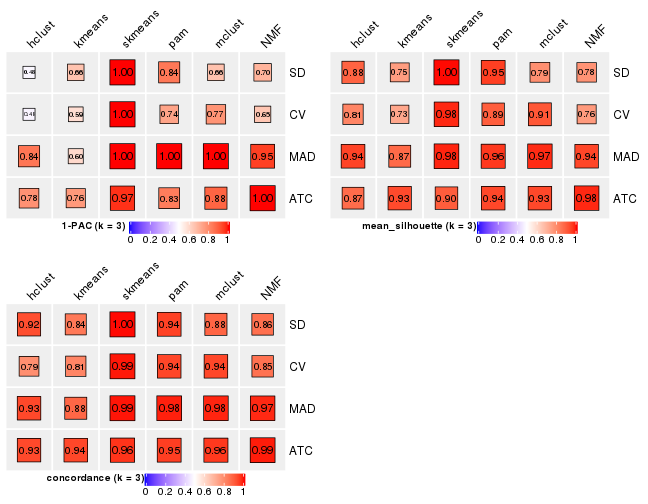 hclust kmeans skmeans pam mclust NMF
0.48 0.66 1.00 0.84 0.66 0.70 SD
0.41 0.59 1.00 0.74 0.77 0.65 CV
0.84 0.60 1.00 1.00 1.00 0.95 MAD
0.78 0.76 0.97 0.83 0.88 1.00 ATC
1-PAC (k = 3)
0 0.2 0.4 0.6 0.8 1
hclust kmeans skmeans pam mclust NMF
0.88 0.75 1.00 0.95 0.79 0.78 SD
0.81 0.73 0.98 0.89 0.91 0.76 CV
0.94 0.87 0.98 0.96 0.97 0.94 MAD
0.87 0.93 0.90 0.94 0.93 0.98 ATC
mean_silhouette (k = 3)
0 0.2 0.4 0.6 0.8 1
hclust kmeans skmeans pam mclust NMF
0.92 0.84 1.00 0.94 0.88 0.86 SD
0.79 0.81 0.99 0.94 0.94 0.85 CV
0.93 0.88 0.99 0.98 0.98 0.97 MAD
0.93 0.94 0.96 0.95 0.96 0.99 ATC
concordance (k = 3)
0 0.2 0.4 0.6 0.8 1